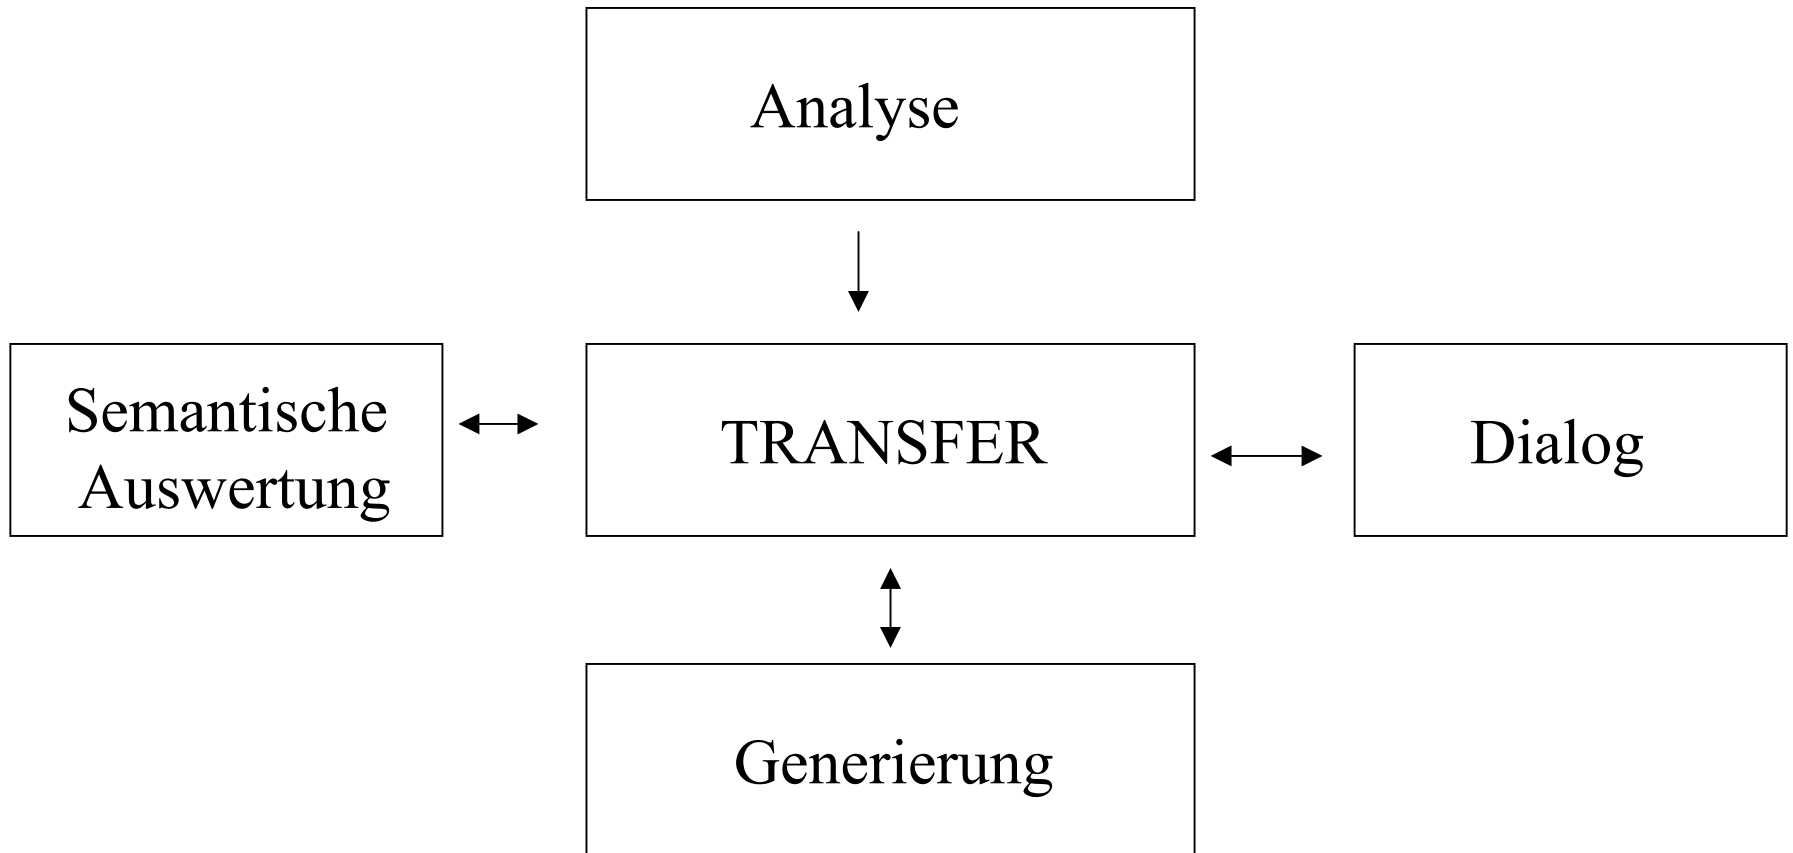 Analyse
Semantische
Auswertung
TRANSFER
Dialog
Generierung